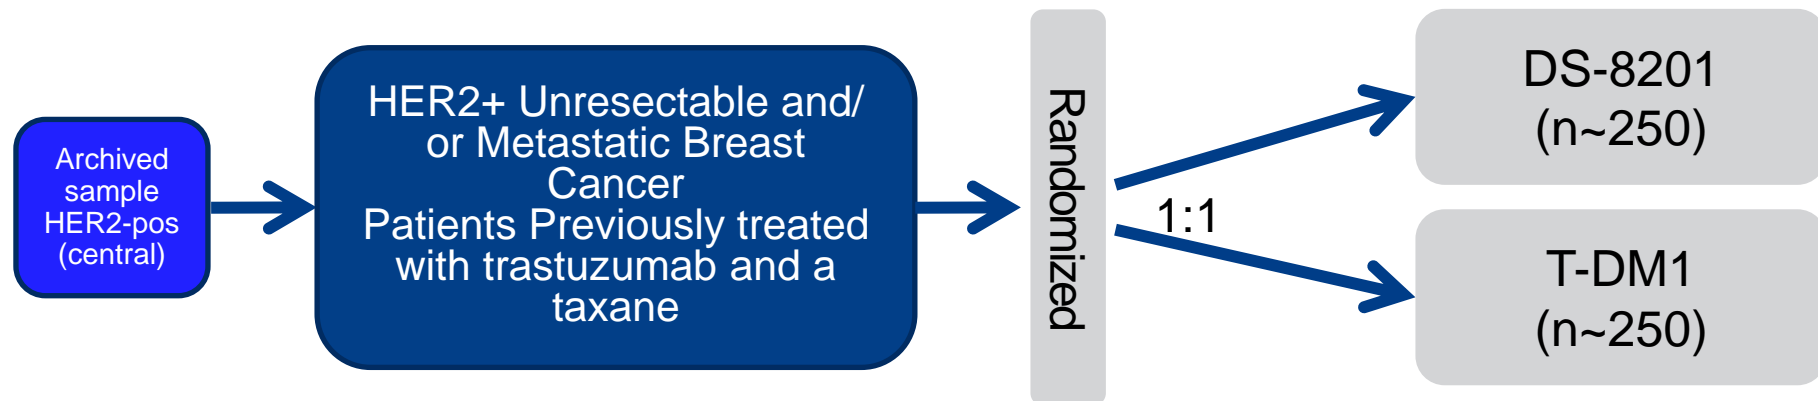 Archived
sample
HER2-pos
(central)
HER2+ Unresectable and/
or Metastatic Breast
Cancer
Patients Previously treated
with trastuzumab and a
taxane
Randomized
1:1
DS-8201
(n~250)
T-DM1
(n~250)